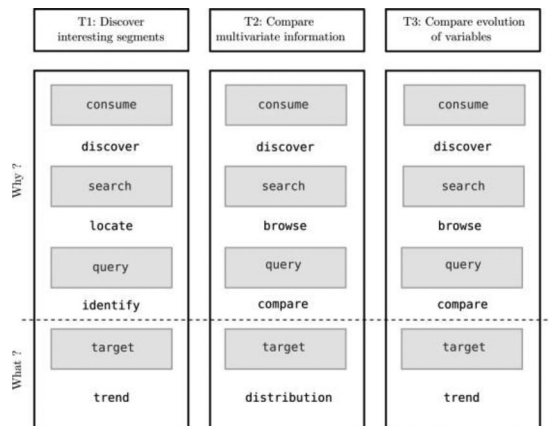 T1: Discover
interesting segments
T2: Compare
multivariate information
T3: Compare evolution
of variables
Why ?
consume
discover
search
locate
query
identify
consume
discover
search
browse
query
compare
consume
discover
search
browse
query
compare
What ?
target
trend
target
distribution
target
trend